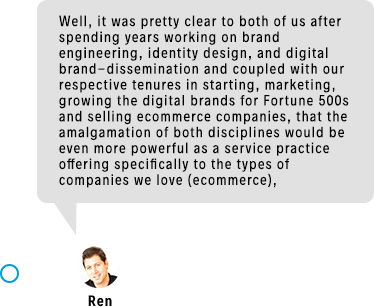 Well, it was pretty clear to both of us after
spending years working on brand
engineering, identity design, and digital
brand-dissemination and coupled with our
respective tenures in starting, marketing,
growing the digital brands for Fortune 500s
and selling ecommerce companies, that the
amalgamation of both disciplines would be
even more powerful as a service practice
offering specifically to the types of
companies we love (ecommerce),
Ren